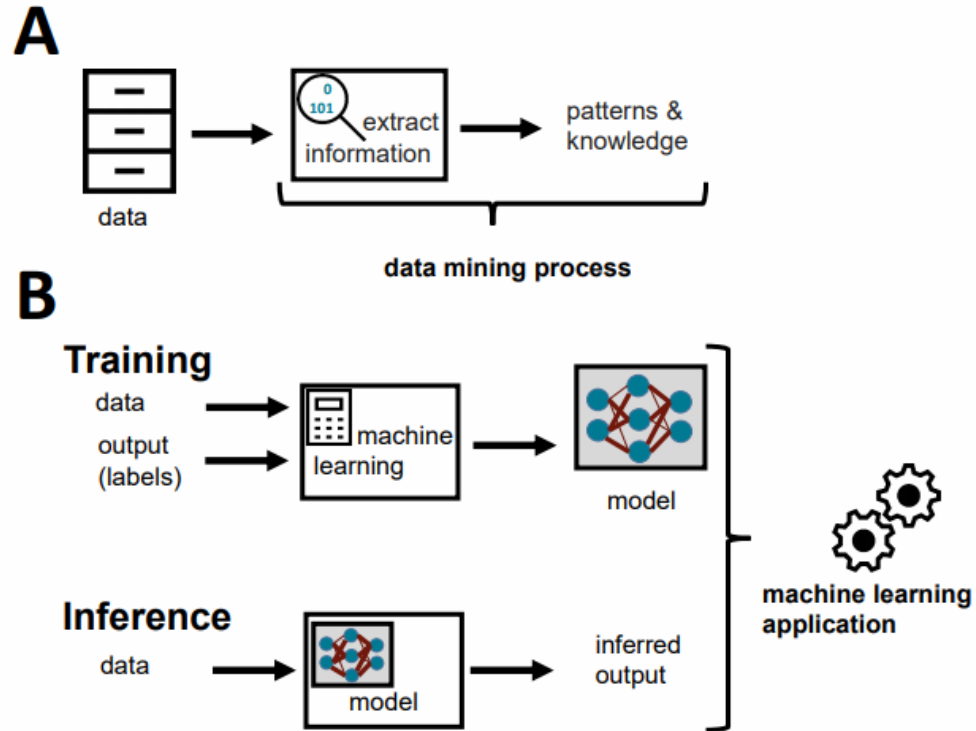 A
0
101
extract
information
patterns &
knowledge
data
data mining process
B
Training
data
output
(labels)
machine
learning
model
machine learning
application
Inference
data
model
inferred
output